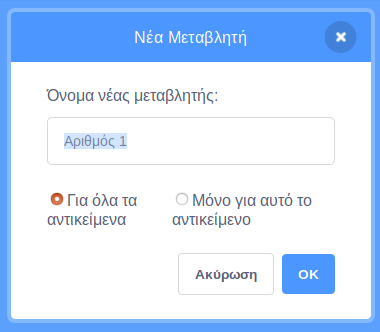 Νέα Μεταβλητή
Όνομα νέας μεταβλητής:
Αριθμός 1
Για όλα τα αντικείμενα
Μόνο για αυτό το αντικείμενο
Ακύρωση
OK